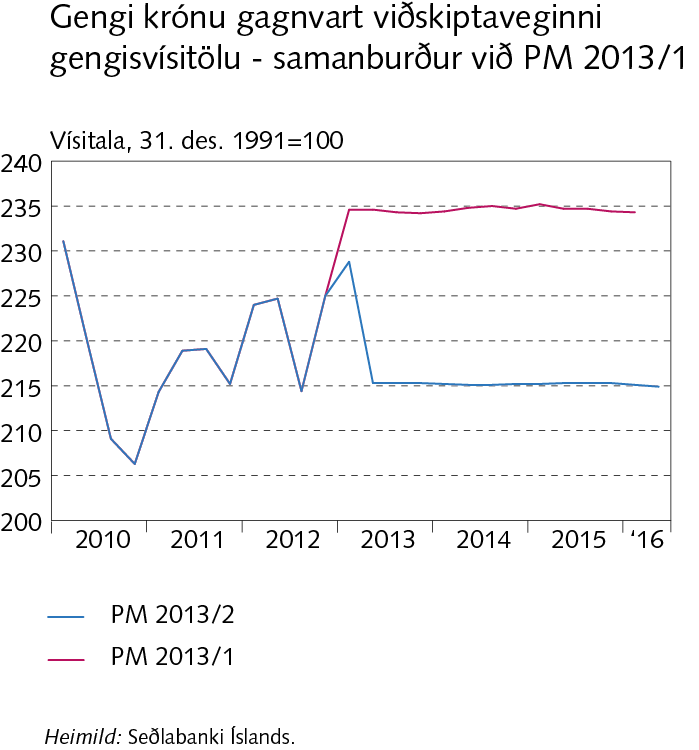 Gengi krónu gagnvart viðskiptaveginni
gengisvísitölu - samanburður við PM 2013/1
Vísitala, 31. des. 1991=100
240
235
230
225
220
215
210
205
200
2010 2011 2012 2013 2014 2015 '16
PM 2013/2
PM 2013/1
Heimild: Seðlabanki Íslands.